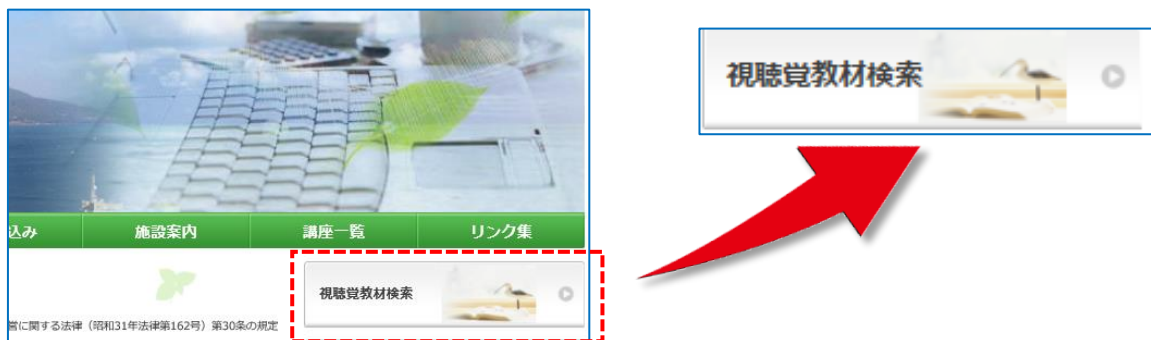 込み 施設案内 講座一覧 リンク集
視聴覚教材検索
営に関する法律（昭和31年法律第162号）第30条の規定
視聴覚教材検索